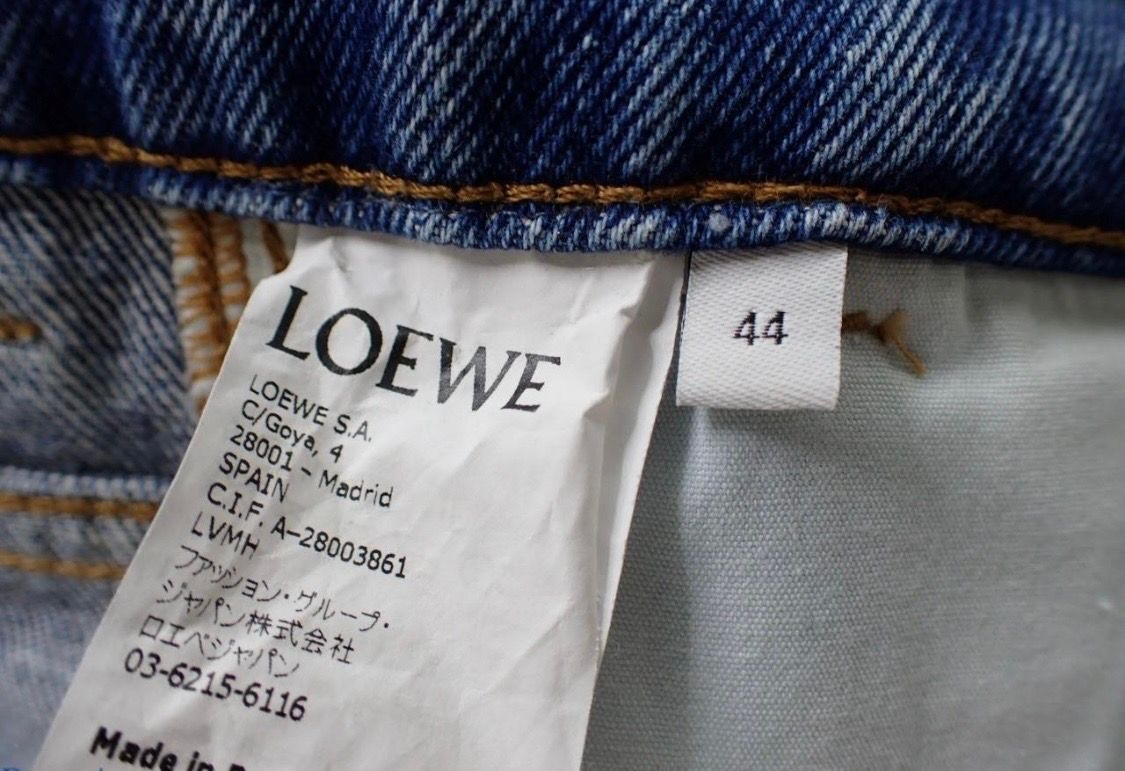 LOEWE
LOEWE S.A.
C/Goya, 4
28001 - Madrid
SPAIN
C.I.F. A-28003861
LVMH
ファッション・グループ・
ジャパン株式会社
ロエベジャパン
03-6215-6116
Made in
44